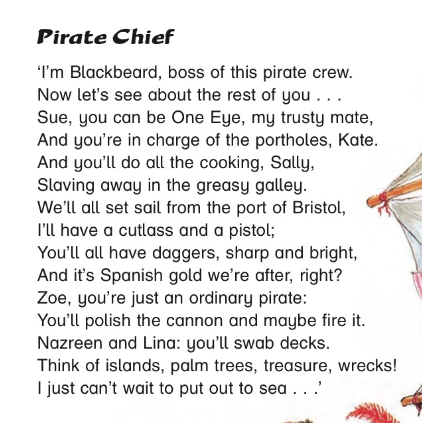 Pirate Chief
‘I’m Blackbeard, boss of this pirate crew.
Now let’s see about the rest of you . . .
Sue, you can be One Eye, my trusty mate,
And you’re in charge of the portholes, Kate.
And you’ll do all the cooking, Sally,
Slaving away in the greasy galley.
We’ll all set sail from the port of Bristol,
I’ll have a cutlass and a pistol;
You’ll all have daggers, sharp and bright,
And it’s Spanish gold we’re after, right?
Zoe, you’re just an ordinary pirate:
You’ll polish the cannon and maybe fire it.
Nazreen and Lina: you’ll swab decks.
Think of islands, palm trees, treasure, wrecks!
I just can’t wait to put out to sea . . .’